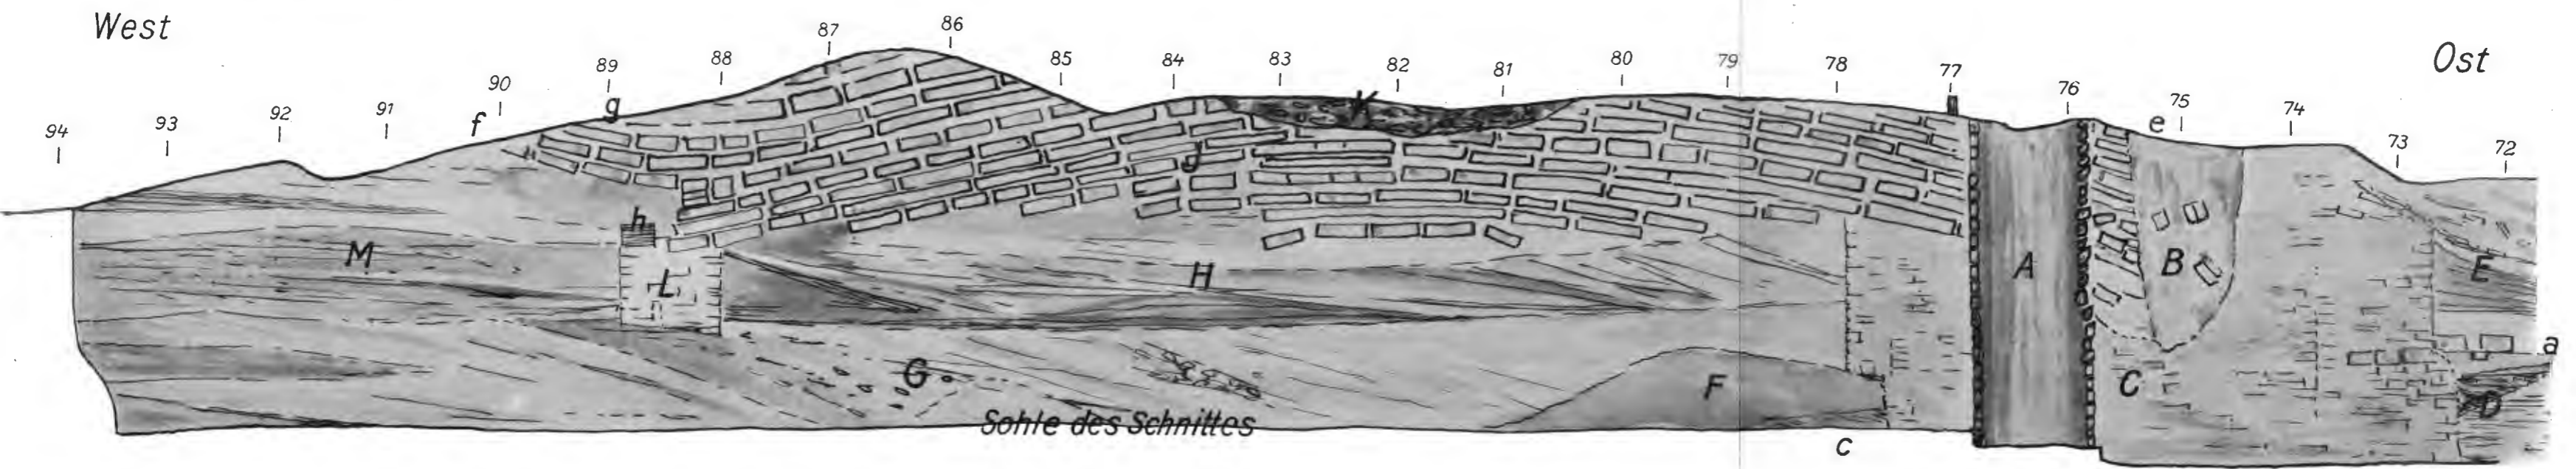 West
Ost
94 93 92 91 90 89 88 87 86 85 84 83 82 81 80 79 78 77 76 75 74 73 72
f g e
K
J
h
M L H A B E
a
G F C D
Sohle des Schnittes
c